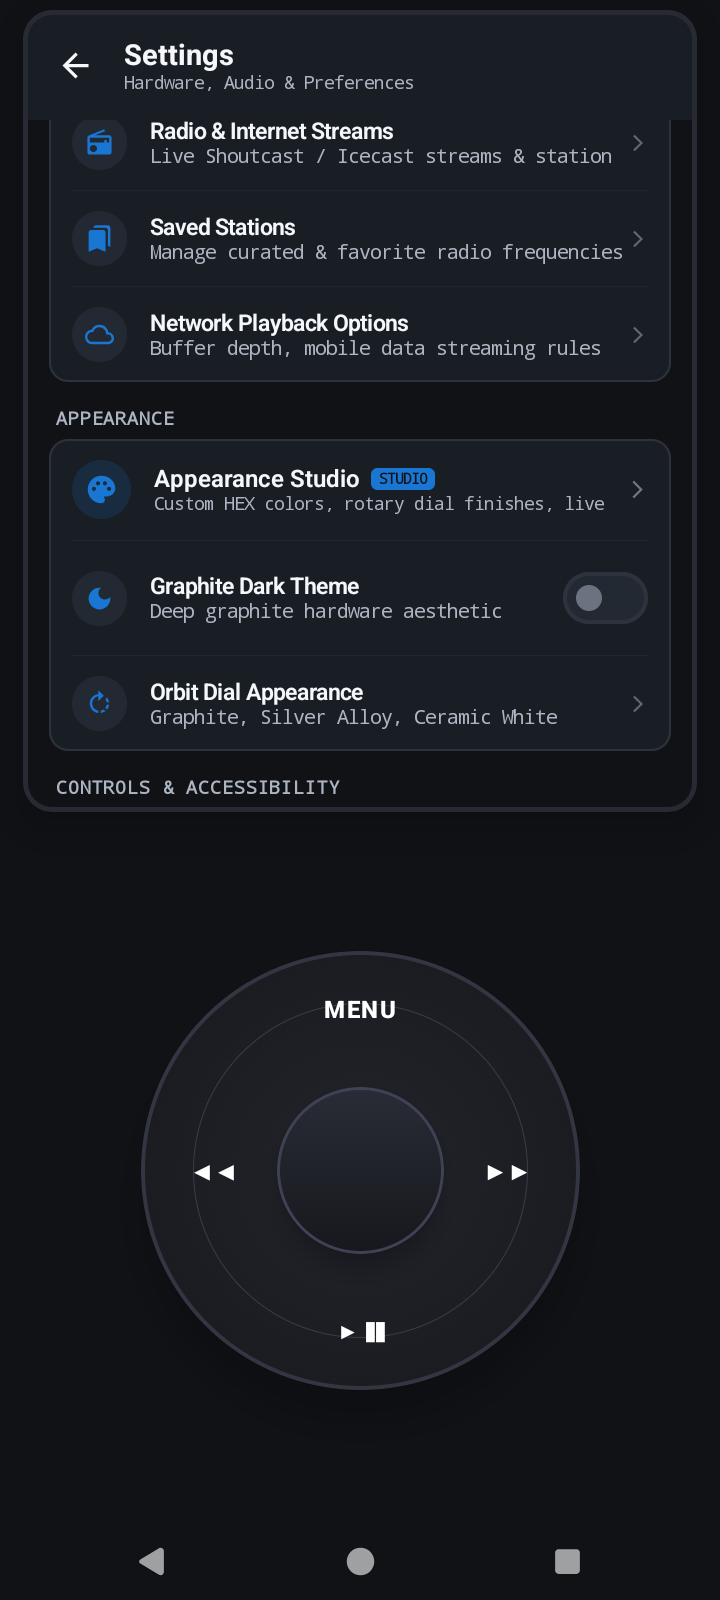 Settings
Hardware, Audio & Preferences
Radio & Internet Streams
Live Shoutcast / Icecast streams & station
Saved Stations
Manage curated & favorite radio frequencies
Network Playback Options
Buffer depth, mobile data streaming rules
APPEARANCE
Appearance Studio STUDIO
Custom HEX colors, rotary dial finishes, live
Graphite Dark Theme
Deep graphite hardware aesthetic
Orbit Dial Appearance
Graphite, Silver Alloy, Ceramic White
CONTROLS & ACCESSIBILITY
MENU